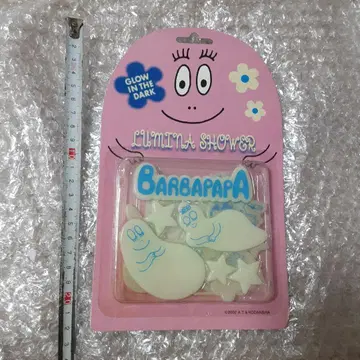 GLOW
IN THE
DARK
LUMINA SHOWER
BARBAPAPA